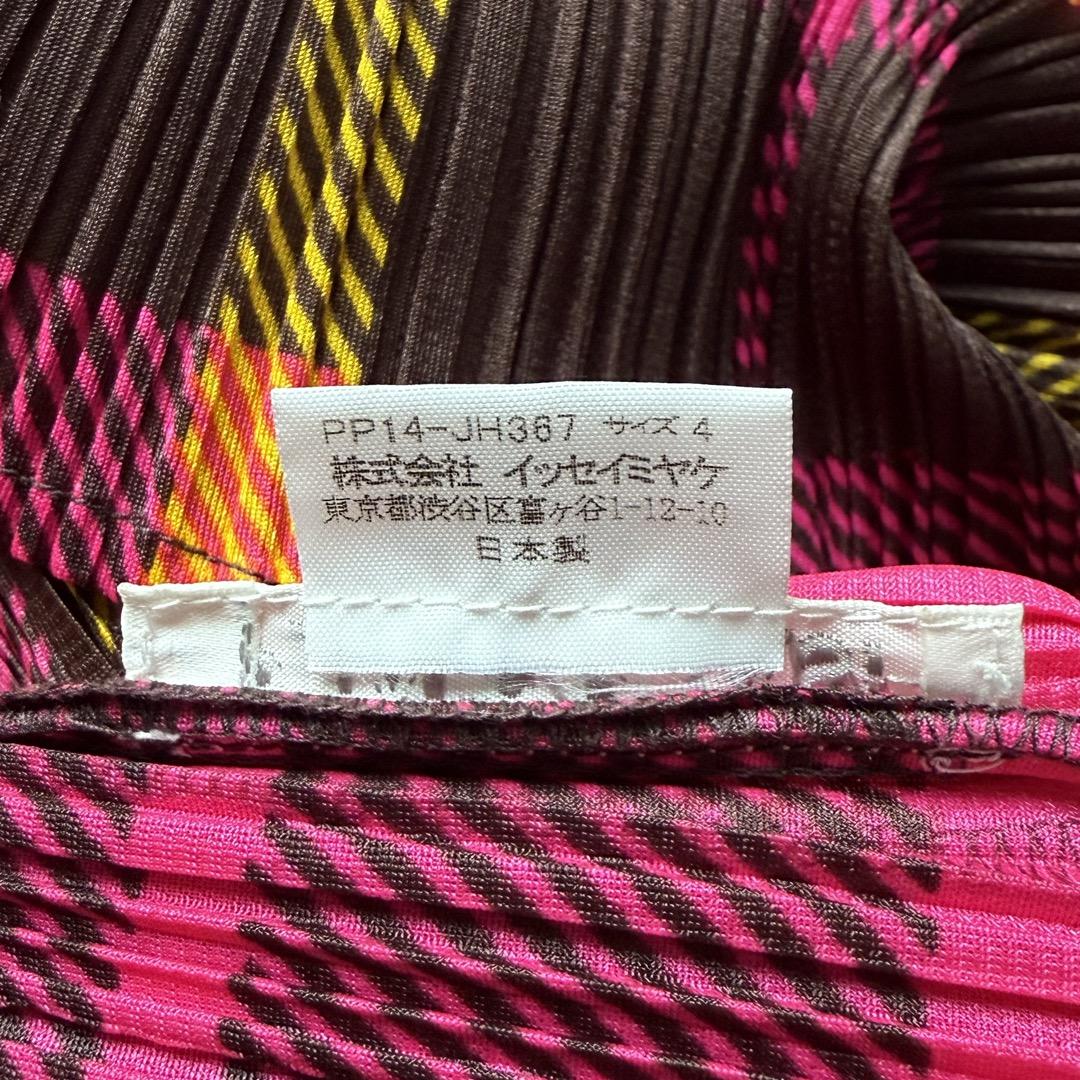 PP14-JH367 サイズ 4
株式会社 イッセイミヤケ
東京都渋谷区富ヶ谷1-12-10
日本製